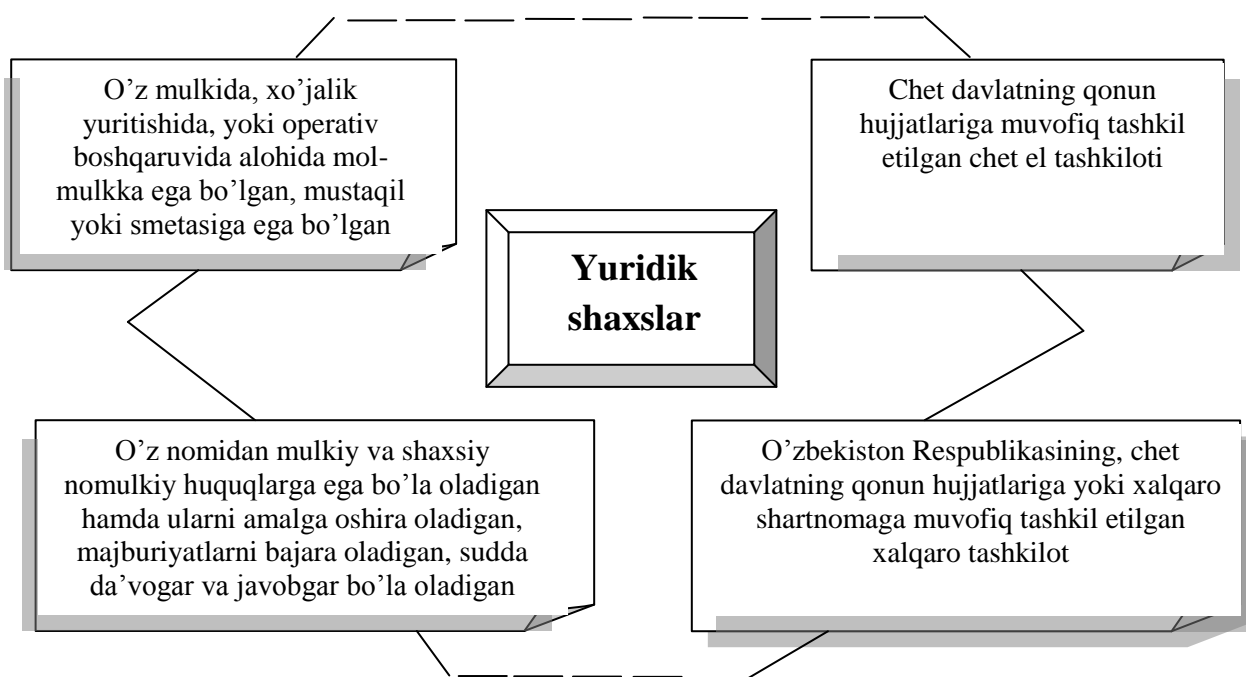 O’z mulkida, xo’jalik
yuritishida, yoki operativ
boshqaruvida alohida mol-
mulkka ega bo’lgan, mustaqil
yoki smetasiga ega bo’lgan
Chet davlatning qonun
hujjatlariga muvofiq tashkil
etilgan chet el tashkiloti
Yuridik
shaxslar
O’z nomidan mulkiy va shaxsiy
nomulkiy huquqlarga ega bo’la oladigan
hamda ularni amalga oshira oladigan,
majburiyatlarni bajara oladigan, sudda
da’vogar va javobgar bo’la oladigan
O’zbekiston Respublikasining, chet
davlatning qonun hujjatlariga yoki xalqaro
shartnomaga muvofiq tashkil etilgan
xalqaro tashkilot